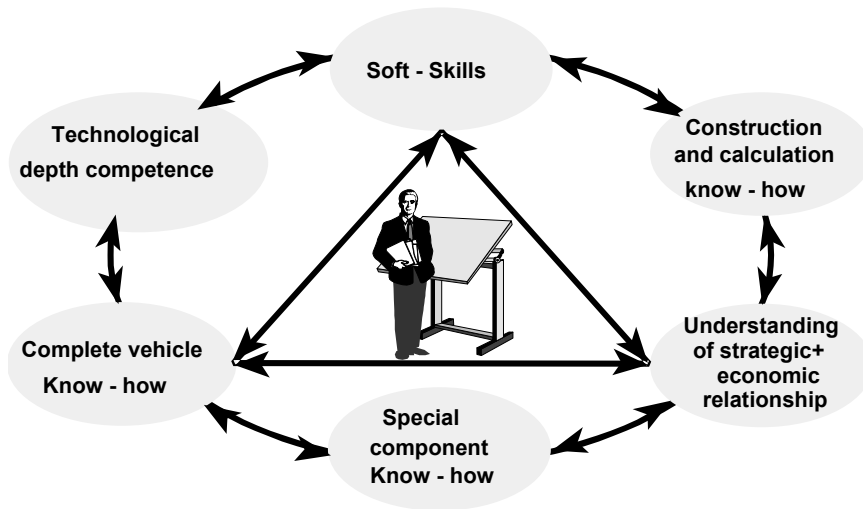 Soft - Skills
Technological
depth competence
Construction
and calculation
know - how
Complete vehicle
Know - how
Understanding
of strategic+
economic
relationship
Special
component
Know - how